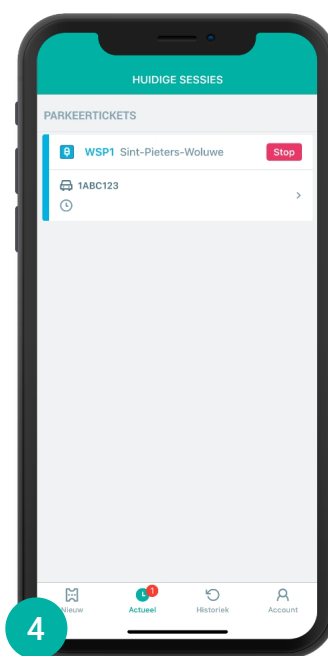 HUIDIGE SESSIES
PARKEERTICKETS
WSP1 Sint-Pieters-Woluwe Stop
1ABC123
1
Nieuw Actueel Historiek Account
4